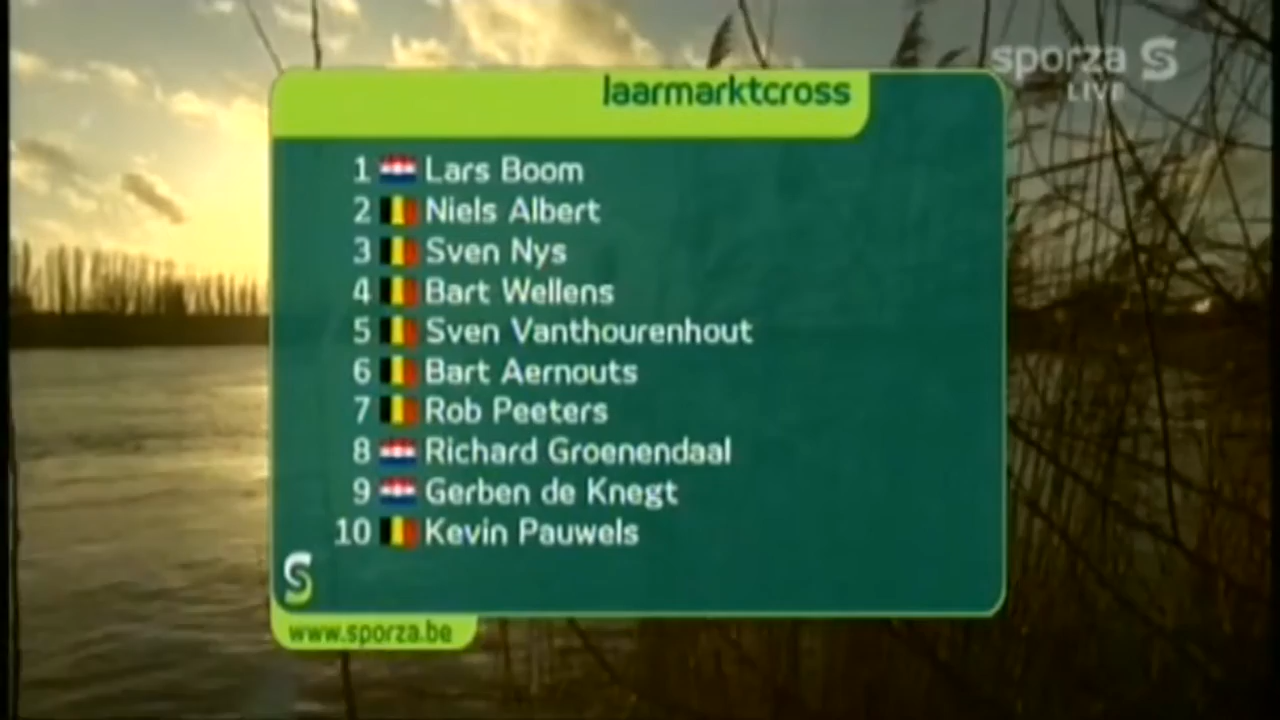 sporza S
LIVE
laarmarktcross
1 Lars Boom
2 Niels Albert
3 Sven Nys
4 Bart Wellens
5 Sven Vanthourenhout
6 Bart Aernouts
7 Rob Peeters
8 Richard Groenendaal
9 Gerben de Knegt
10 Kevin Pauwels
S
www.sporza.be